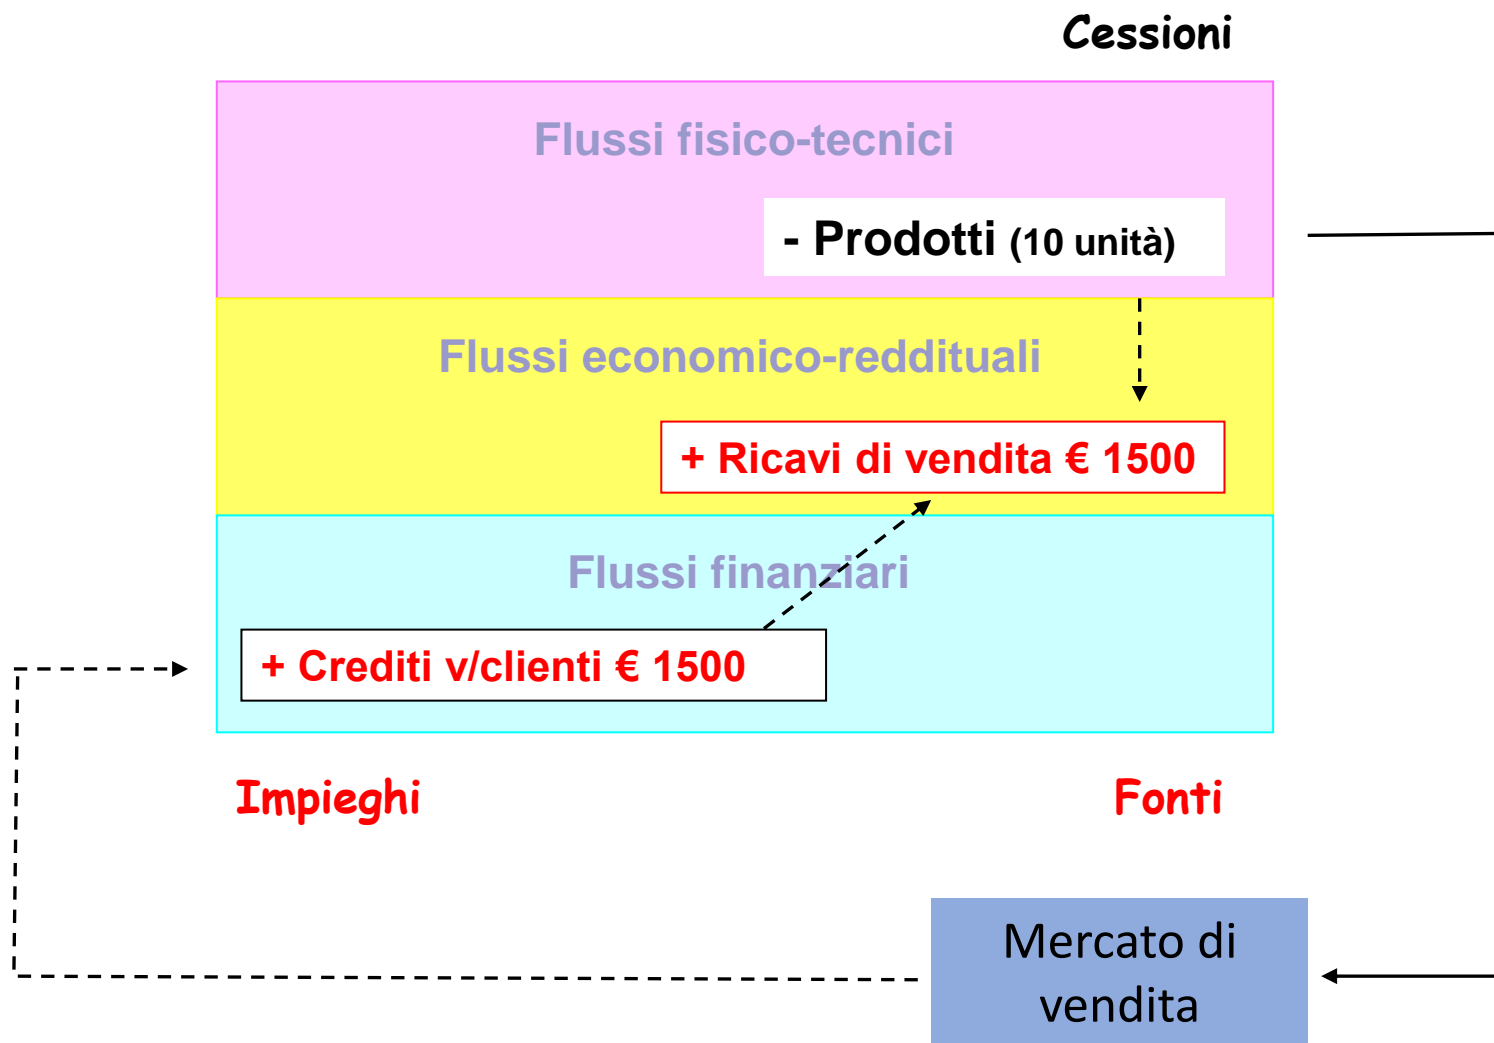 Cessioni
Flussi fisico-tecnici
- Prodotti (10 unità)
Flussi economico-reddituali
+ Ricavi di vendita € 1500
Flussi finanziari
+ Crediti v/clienti € 1500
Impieghi
Fonti
Mercato di
vendita